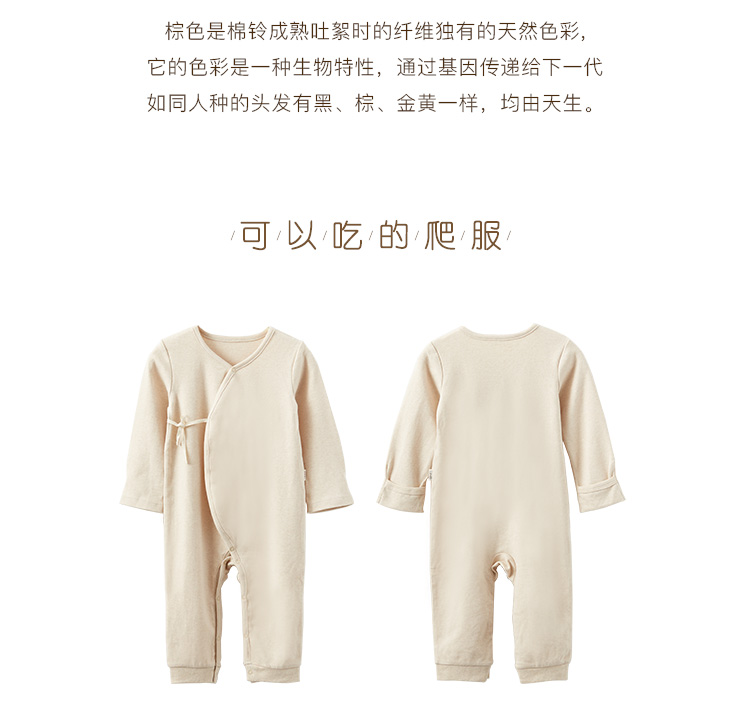 棕色是棉铃成熟吐絮时的纤维独有的天然色彩，
它的色彩是一种生物特性，通过基因传递给下一代
如同人种的头发有黑、棕、金黄一样，均由天生。
/可/以/吃/的/爬/服/